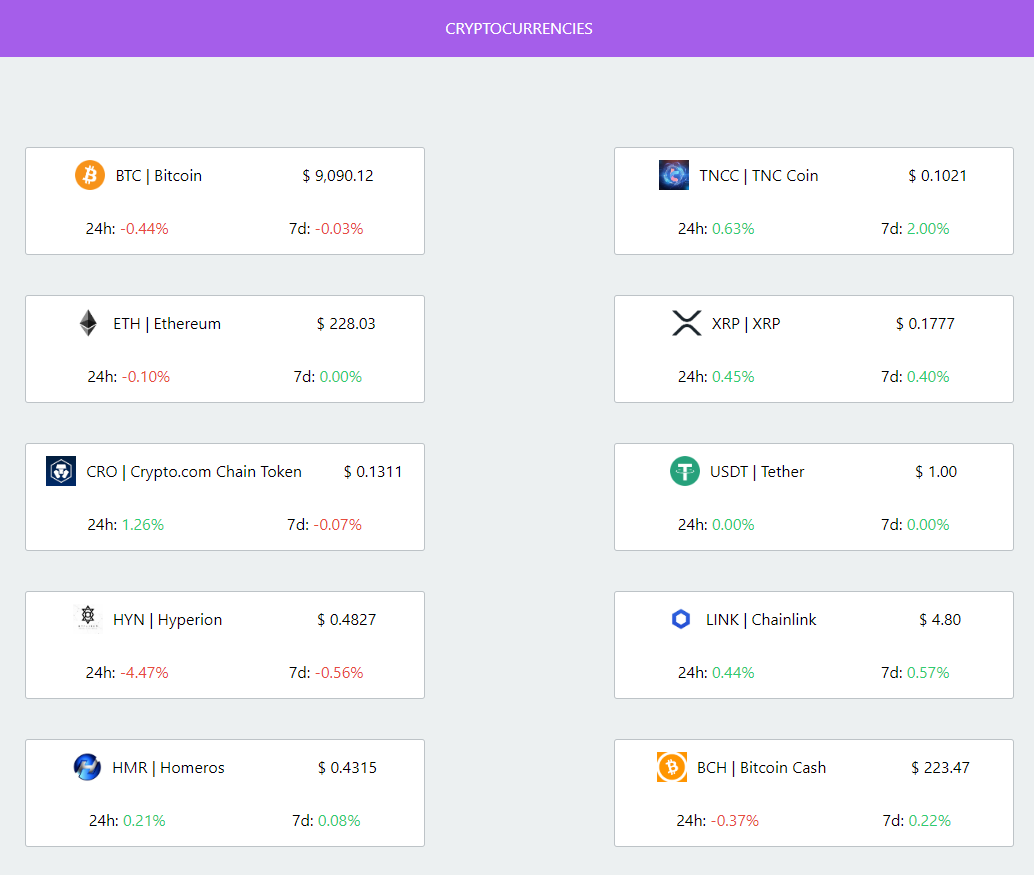 CRYPTOCURRENCIES
BTC | Bitcoin $ 9,090.12
24h: -0.44% 7d: -0.03%
TNCC | TNC Coin $ 0.1021
24h: 0.63% 7d: 2.00%
ETH | Ethereum $ 228.03
24h: -0.10% 7d: 0.00%
XRP | XRP $ 0.1777
24h: 0.45% 7d: 0.40%
CRO | Crypto.com Chain Token $ 0.1311
24h: 1.26% 7d: -0.07%
USDT | Tether $ 1.00
24h: 0.00% 7d: 0.00%
HYN | Hyperion $ 0.4827
24h: -4.47% 7d: -0.56%
LINK | Chainlink $ 4.80
24h: 0.44% 7d: 0.57%
HMR | Homeros $ 0.4315
24h: 0.21% 7d: 0.08%
BCH | Bitcoin Cash $ 223.47
24h: -0.37% 7d: 0.22%